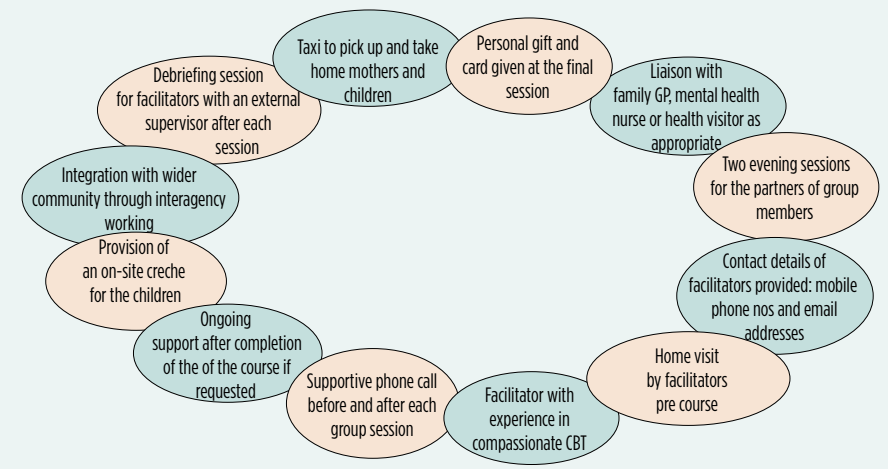 Taxi to pick up and take
home mothers and
children
Personal gift and
card given at the final
session
Liaison with
family GP, mental health
nurse or health visitor as
appropriate
Two evening sessions
for the partners of group
members
Contact details of
facilitators provided: mobile
phone nos and email
addresses
Home visit
by facilitators
pre course
Facilitator with
experience in
compassionate CBT
Supportive phone call
before and after each
group session
Ongoing
support after completion
of the of the course if
requested
Provision of
an on-site creche
for the children
Integration with wider
community through interagency
working
Debriefing session
for facilitators with an external
supervisor after each
session